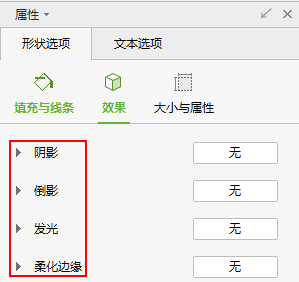 属性
形状选项 文本选项
填充与线条 效果 大小与属性
阴影 无
倒影 无
发光 无
柔化边缘 无